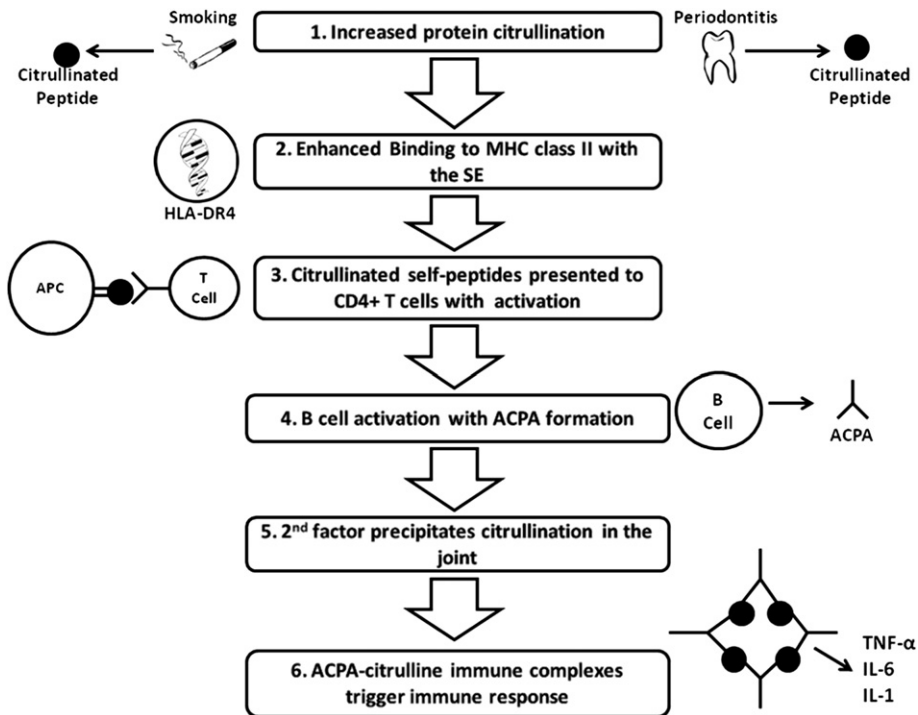 Smoking
Citrullinated
Peptide
1. Increased protein citrullination
Periodontitis
Citrullinated
Peptide
2. Enhanced Binding to MHC class II with
the SE
HLA-DR4
APC
T
Cell
3. Citrullinated self-peptides presented to
CD4+ T cells with activation
4. B cell activation with ACPA formation
B
Cell
ACPA
5. 2nd factor precipitates citrullination in the
joint
6. ACPA-citrulline immune complexes
trigger immune response
TNF-α
IL-6
IL-1